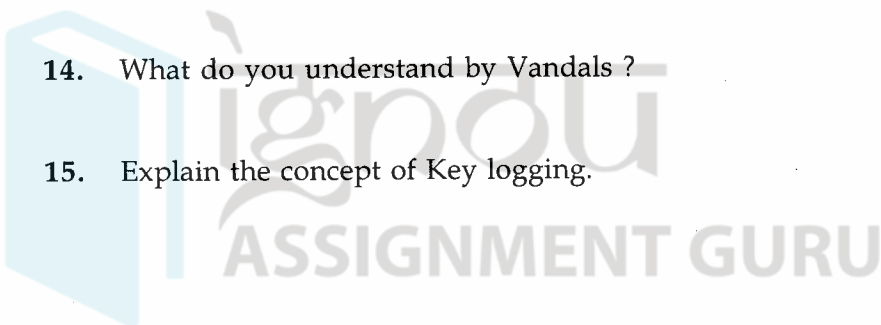 14. What do you understand by Vandals ?
15. Explain the concept of Key logging.
ignou
ASSIGNMENT GURU